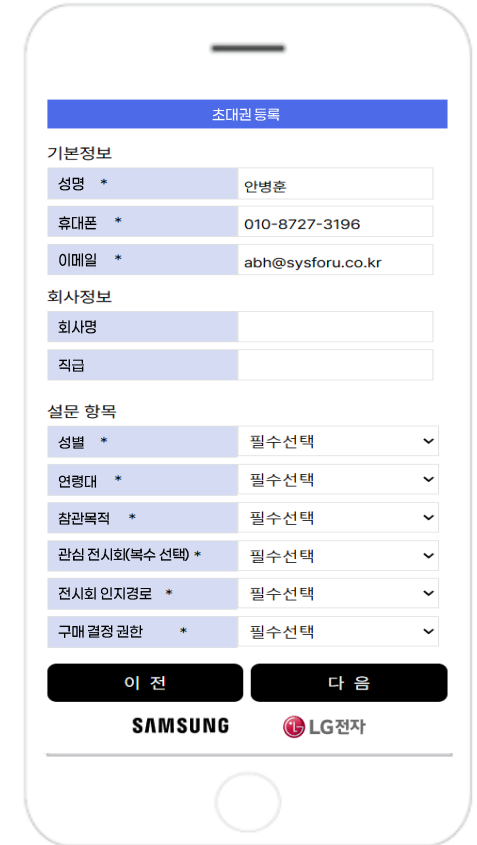 초대권 등록
기본정보
성명 * 안병훈
휴대폰 * 010-8727-3196
이메일 * abh@sysforu.co.kr
회사정보
회사명
직급
설문 항목
성별 * 필수선택
연령대 * 필수선택
참관목적 * 필수선택
관심 전시회(복수 선택) * 필수선택
전시회 인지경로 * 필수선택
구매 결정 권한 * 필수선택
이 전 다 음
SAMSUNG LG전자